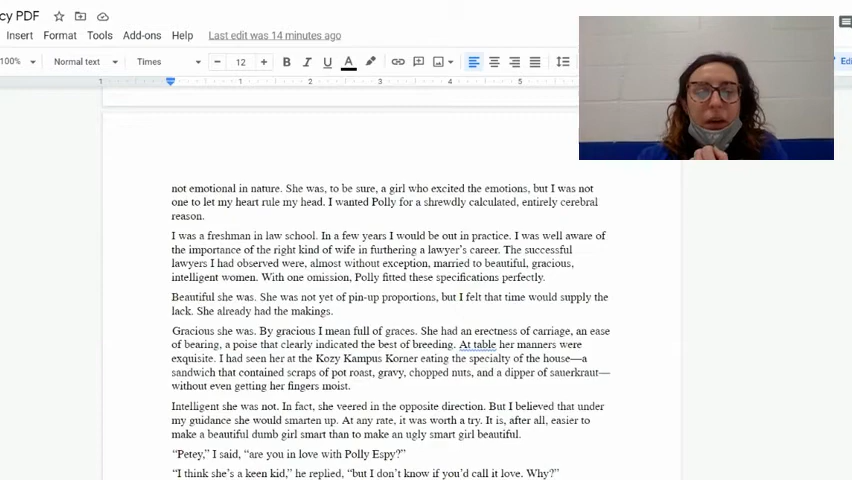 cy PDF
Insert Format Tools Add-ons Help Last edit was 14 minutes ago
100% Normal text Times 12 B I U A Edi
1 1 2 3 4 5
not emotional in nature. She was, to be sure, a girl who excited the emotions, but I was not
one to let my heart rule my head. I wanted Polly for a shrewdly calculated, entirely cerebral
reason.
I was a freshman in law school. In a few years I would be out in practice. I was well aware of
the importance of the right kind of wife in furthering a lawyer's career. The successful
lawyers I had observed were, almost without exception, married to beautiful, gracious,
intelligent women. With one omission, Polly fitted these specifications perfectly.
Beautiful she was. She was not yet of pin-up proportions, but I felt that time would supply the
lack. She already had the makings.
Gracious she was. By gracious I mean full of graces. She had an erectness of carriage, an ease
of bearing, a poise that clearly indicated the best of breeding. At table her manners were
exquisite. I had seen her at the Kozy Kampus Korner eating the specialty of the house—a
sandwich that contained scraps of pot roast, gravy, chopped nuts, and a dipper of sauerkraut—
without even getting her fingers moist.
Intelligent she was not. In fact, she veered in the opposite direction. But I believed that under
my guidance she would smarten up. At any rate, it was worth a try. It is, after all, easier to
make a beautiful dumb girl smart than to make an ugly smart girl beautiful.
"Petey," I said, "are you in love with Polly Espy?"
"I think she's a keen kid," he replied, "but I don't know if you'd call it love. Why?"